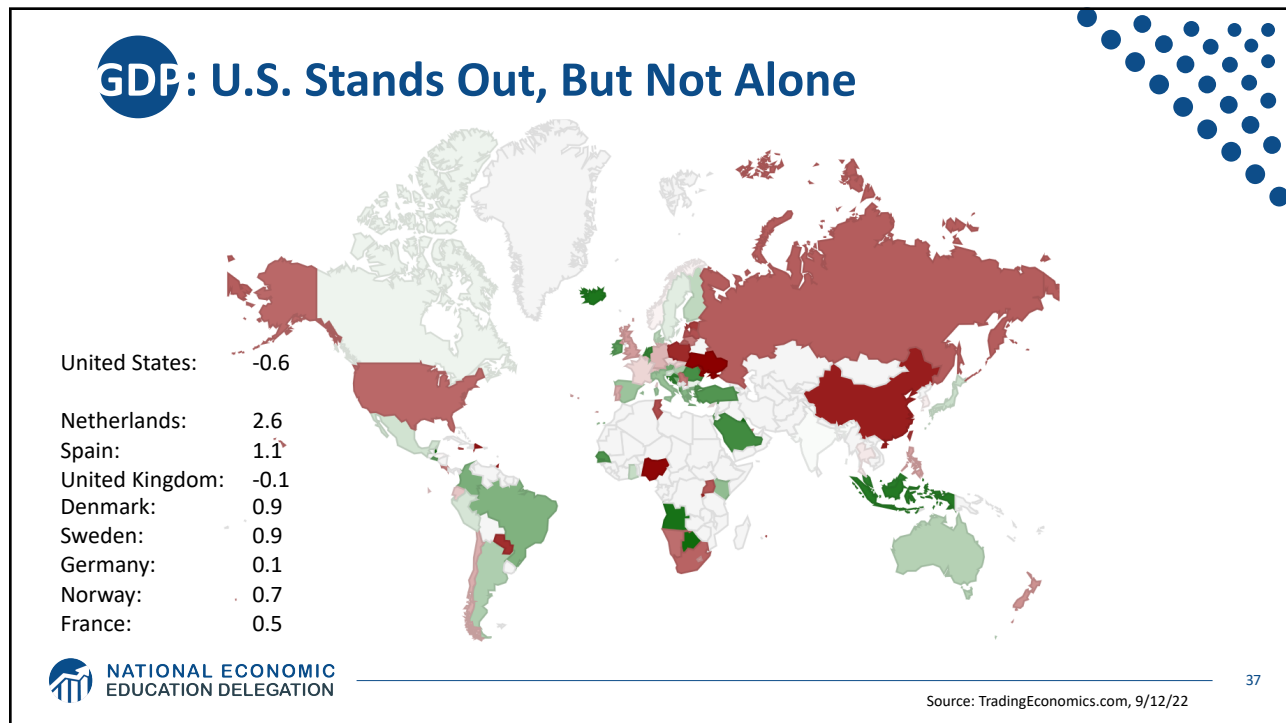 GDP: U.S. Stands Out, But Not Alone
United States: -0.6
Netherlands: 2.6
Spain: 1.1
United Kingdom: -0.1
Denmark: 0.9
Sweden: 0.9
Germany: 0.1
Norway: 0.7
France: 0.5
NATIONAL ECONOMIC
EDUCATION DELEGATION
37
Source: TradingEconomics.com, 9/12/22